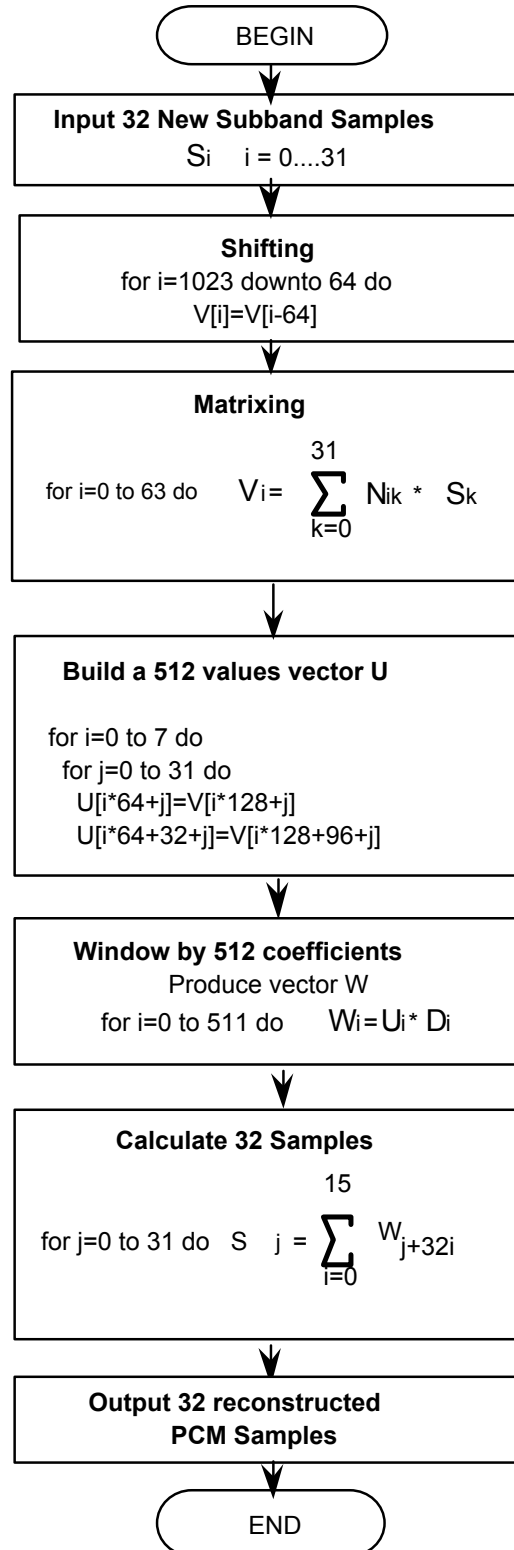 BEGIN
Input 32 New Subband Samples
Si i = 0....31
Shifting
for i=1023 downto 64 do
V[i]=V[i-64]
Matrixing
31
for i=0 to 63 do Vi= ∑ Nik * Sk
k=0
Build a 512 values vector U
for i=0 to 7 do
for j=0 to 31 do
U[i*64+j]=V[i*128+j]
U[i*64+32+j]=V[i*128+96+j]
Window by 512 coefficients
Produce vector W
for i=0 to 511 do Wi=Ui* Di
Calculate 32 Samples
15
for j=0 to 31 do S j = ∑ Wj+32i
i=0
Output 32 reconstructed
PCM Samples
END